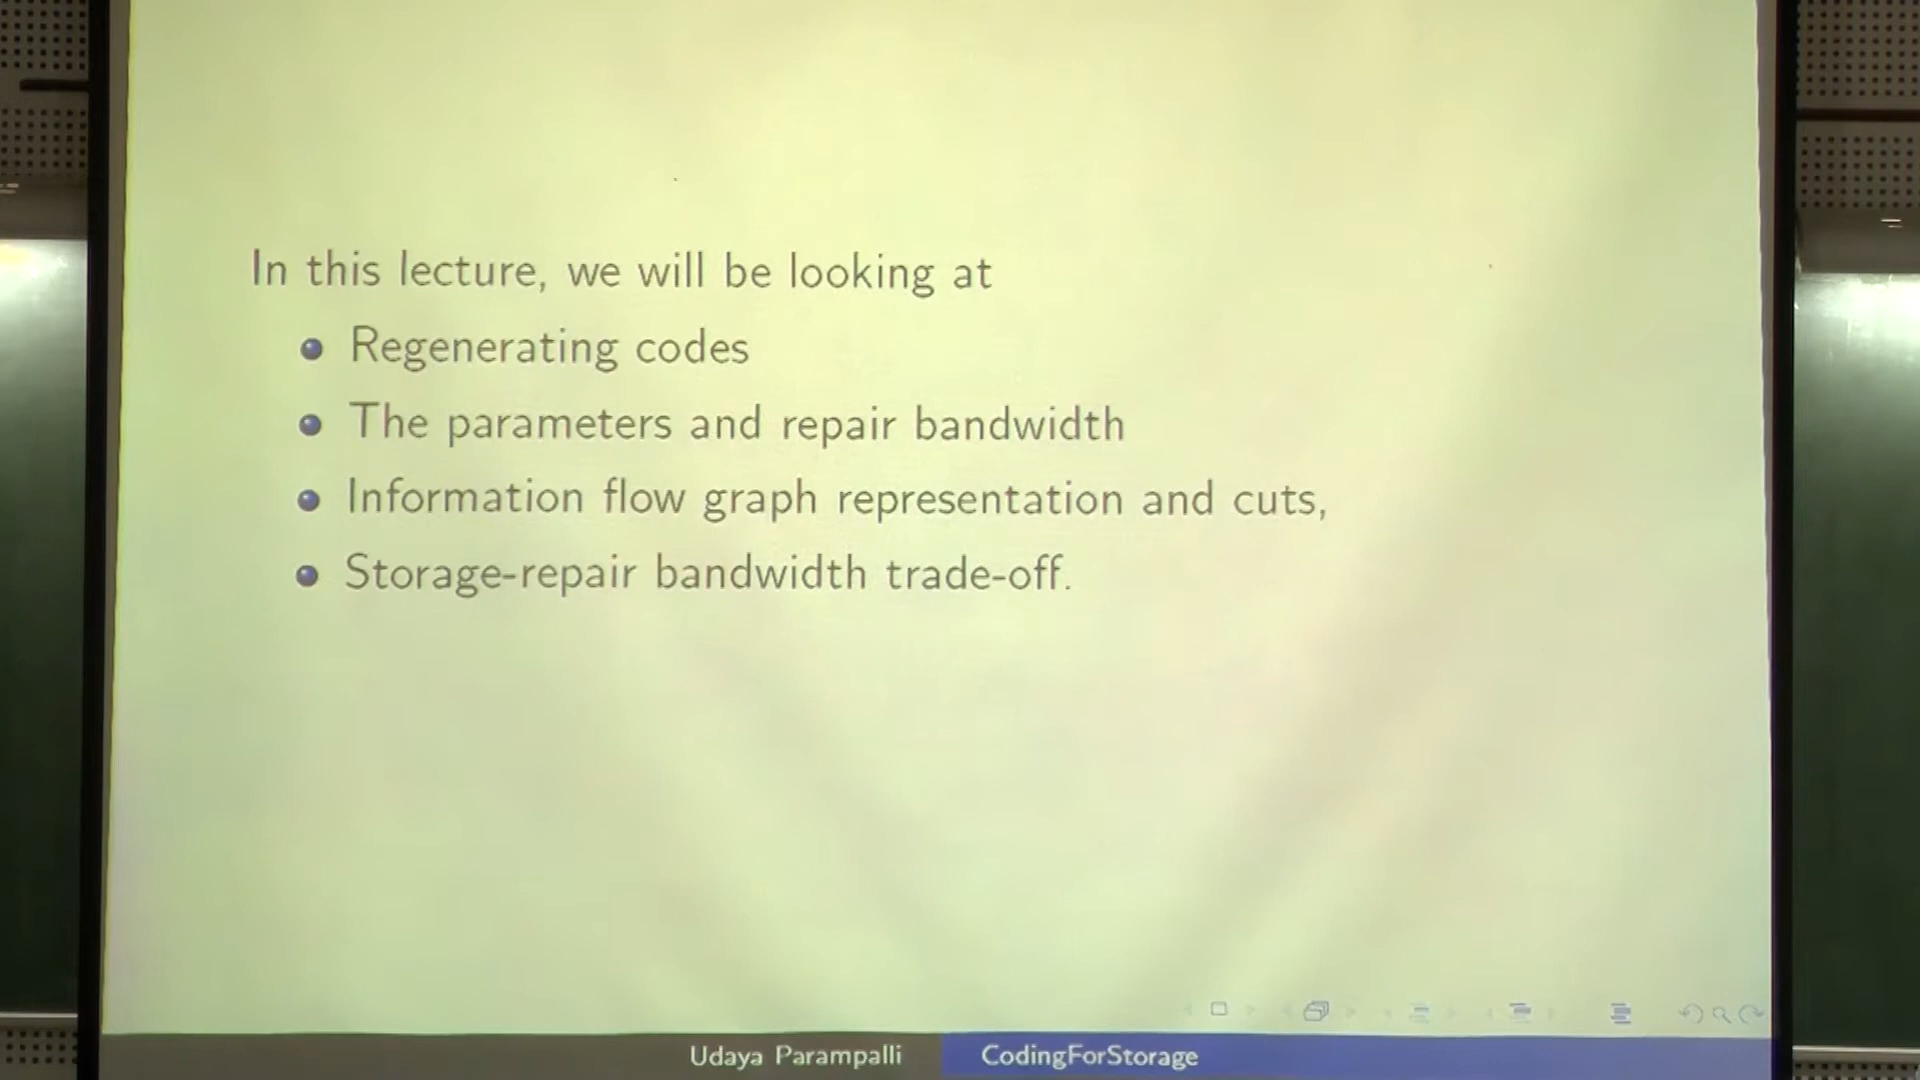 In this lecture, we will be looking at
Regenerating codes
The parameters and repair bandwidth
Information flow graph representation and cuts,
Storage-repair bandwidth trade-off.
Udaya Parampalli
CodingForStorage